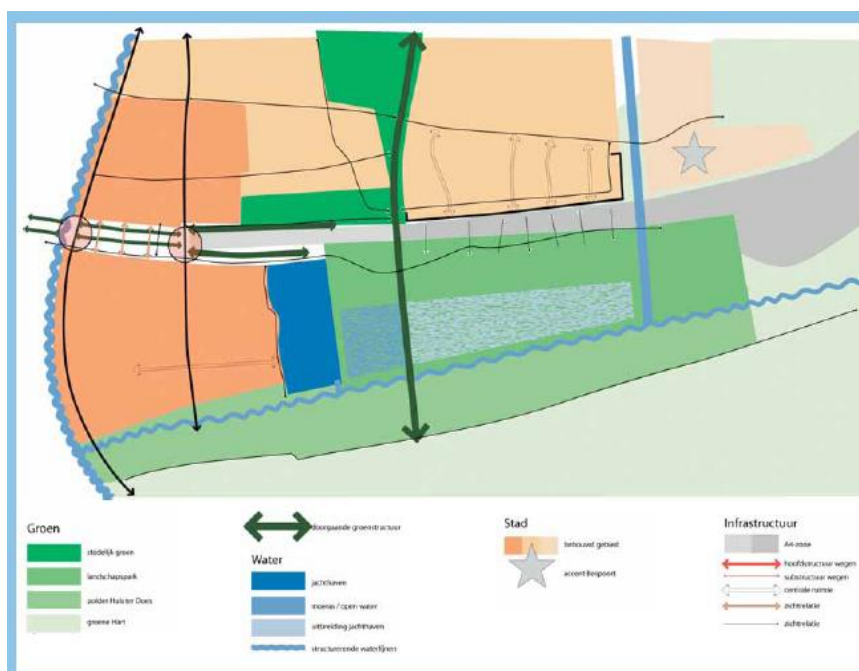 Groen
stedelijk groen
landschapspark
polder Huis ter Does
groene Hart
doorgaande groenstructuur
Water
jachthaven
moeras / open water
uitbreiding jachthaven
structurerende waterlijnen
Stad
bebouwd gebied
accent Bospoort
Infrastructuur
A4-zone
hoofdstructuur wegen
substructuur wegen
centrale ruimte
zichtrelatie
zichtrelatie